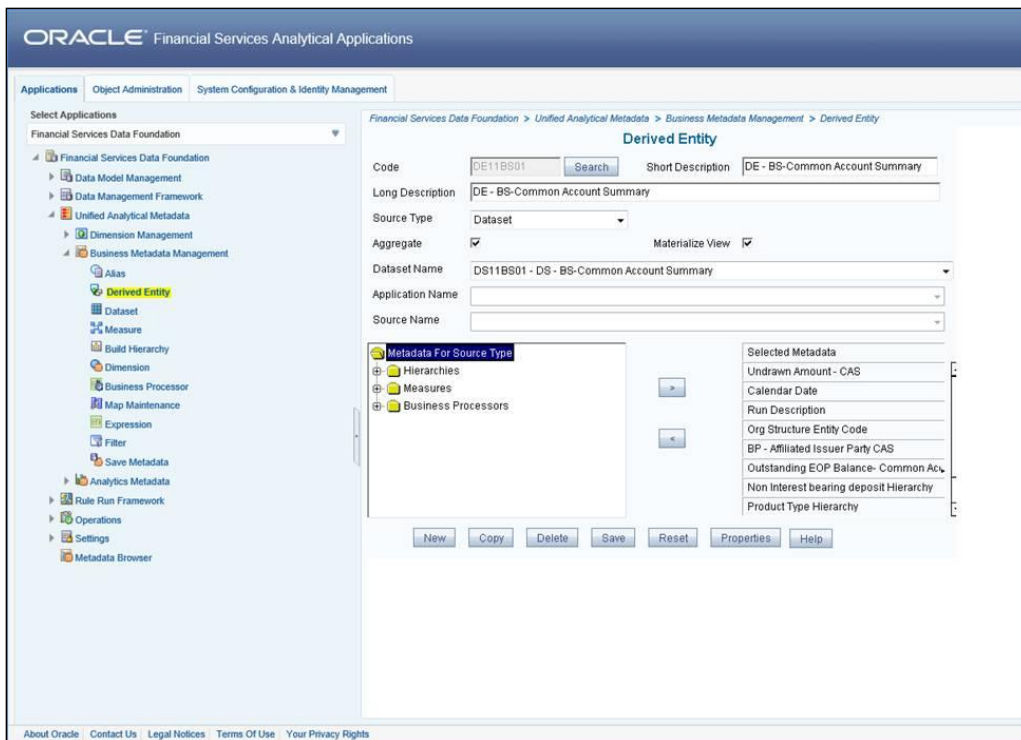 ORACLE Financial Services Analytical Applications
Applications Object Administration System Configuration & Identity Management
Select Applications
Financial Services Data Foundation
Financial Services Data Foundation
Data Model Management
Data Management Framework
Unified Analytical Metadata
Dimension Management
Business Metadata Management
Alias
Derived Entity
Dataset
Measure
Build Hierarchy
Dimension
Business Processor
Map Maintenance
Expression
Filter
Save Metadata
Analytics Metadata
Rule Run Framework
Operations
Settings
Metadata Browser
Financial Services Data Foundation > Unified Analytical Metadata > Business Metadata Management > Derived Entity
Derived Entity
Code DE11BS01 Search Short Description DE - BS-Common Account Summary
Long Description DE - BS-Common Account Summary
Source Type Dataset
Aggregate Materialize View
Dataset Name DS11BS01 - DS - BS-Common Account Summary
Application Name
Source Name
Metadata For Source Type
Hierarchies
Measures
Business Processors
>
<
Selected Metadata
Undrawn Amount - CAS
Calendar Date
Run Description
Org Structure Entity Code
BP - Affiliated Issuer Party CAS
Outstanding EOP Balance- Common
Non Interest bearing deposit Hierarchy
Product Type Hierarchy
New Copy Delete Save Reset Properties Help
About Oracle Contact Us Legal Notices Terms Of Use Your Privacy Rights